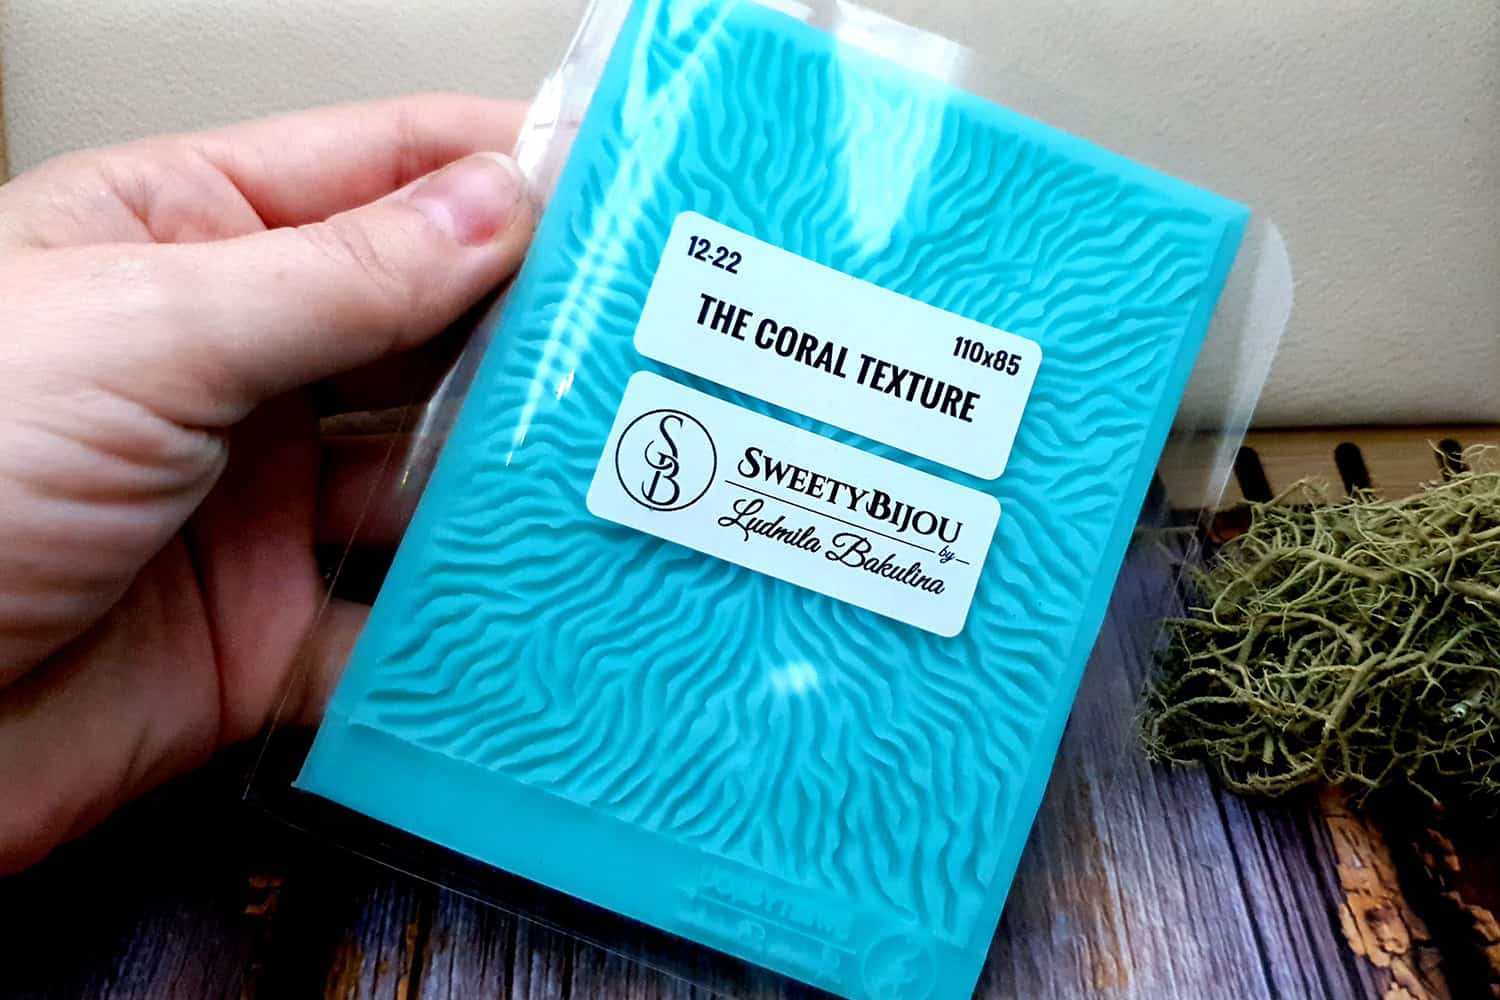 12-22
110x85
THE CORAL TEXTURE
SB
SWEETYBIJOU
by
Ludmila Bakulina